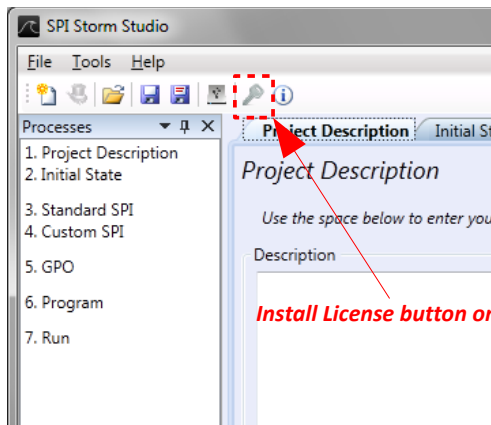 SPI Storm Studio
File Tools Help
Processes
Project Description
Initial St
1. Project Description
2. Initial State
3. Standard SPI
4. Custom SPI
5. GPO
6. Program
7. Run
Project Description
Use the space below to enter you
Description
Install License button or